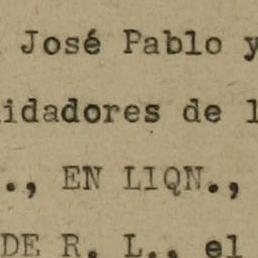 José Pablo y
idadores de l
., EN LIQN.,
DE R. L., el